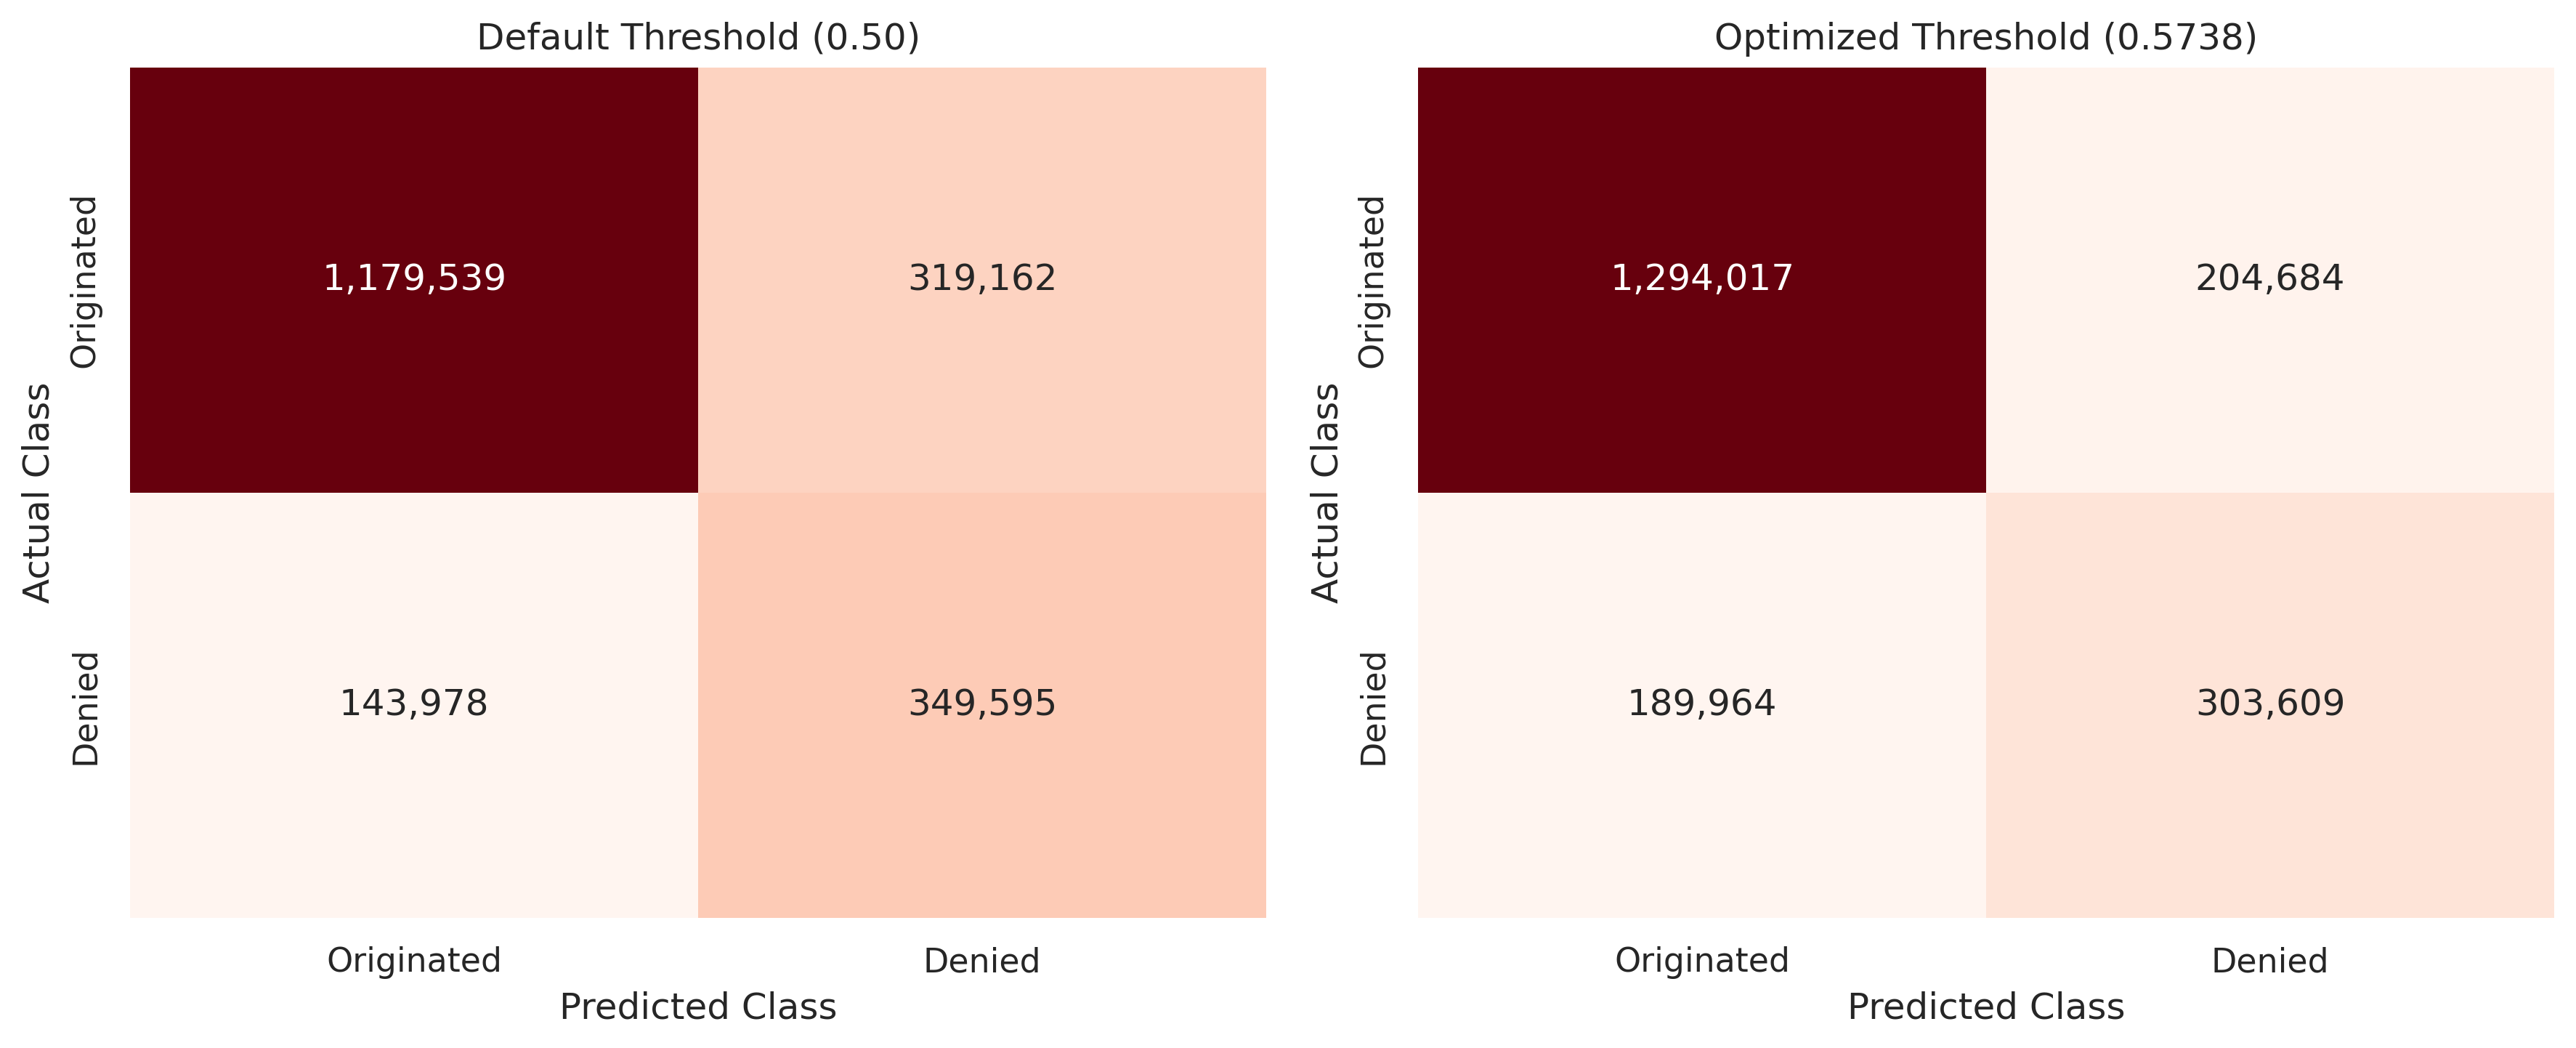 Default Threshold (0.50)
Actual Class
Originated
Denied
1,179,539
319,162
143,978
349,595
Originated
Denied
Predicted Class
Optimized Threshold (0.5738)
Actual Class
Originated
Denied
1,294,017
204,684
189,964
303,609
Originated
Denied
Predicted Class